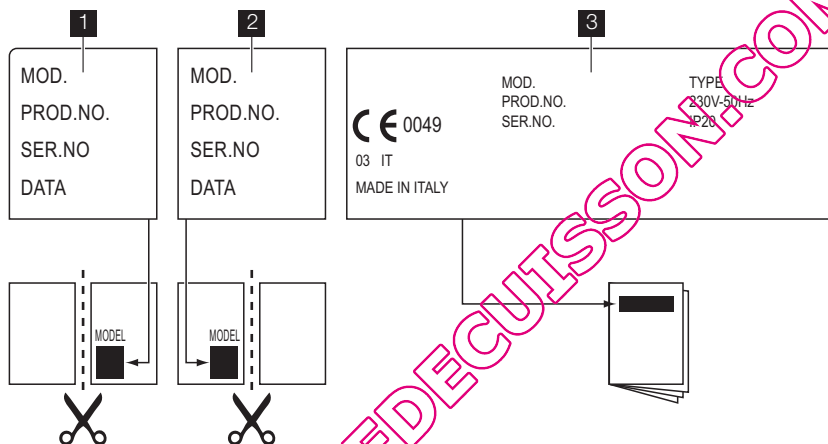 1
MOD.
PROD.NO.
SER.NO
DATA
2
MOD.
PROD.NO.
SER.NO
DATA
3
CE 0049
03 IT
MADE IN ITALY
MOD.
PROD.NO.
SER.NO.
TYPE
230V-50Hz
IP20
MODEL
MODEL
EDECUISSON.COM